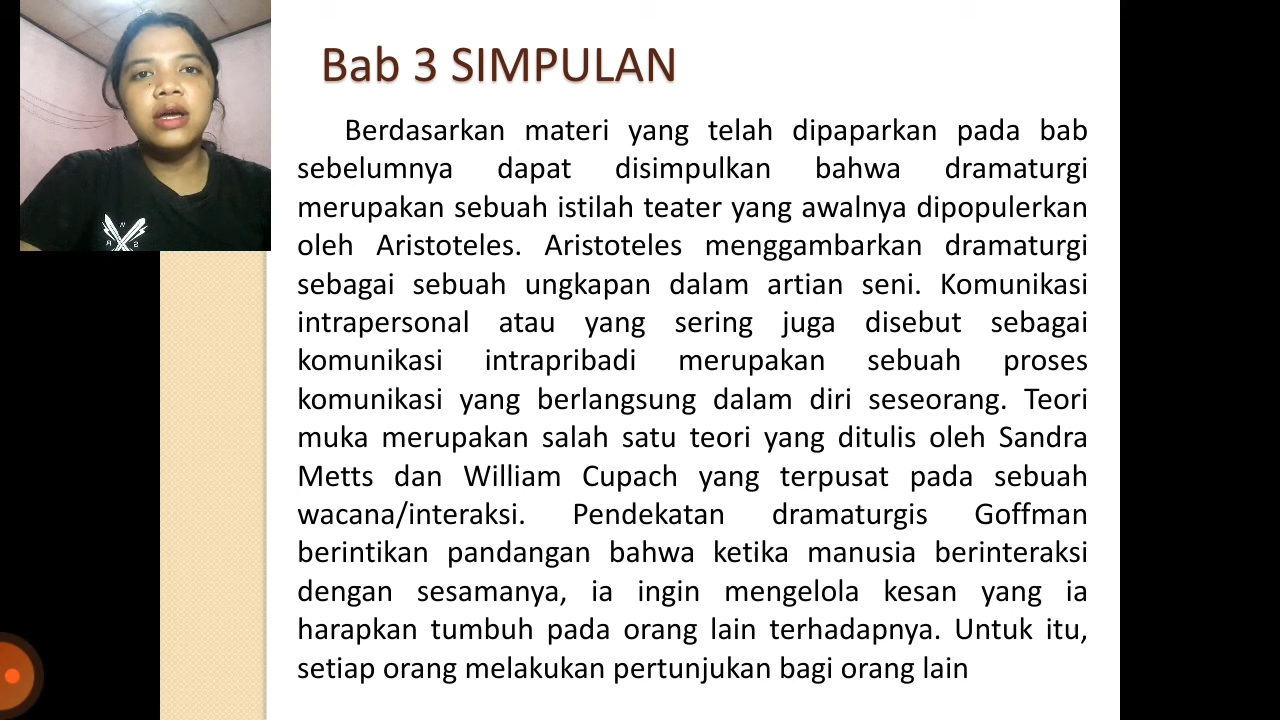 Bab 3 SIMPULAN
Berdasarkan materi yang telah dipaparkan pada bab
sebelumnya dapat disimpulkan bahwa dramaturgi
merupakan sebuah istilah teater yang awalnya dipopulerkan
oleh Aristoteles. Aristoteles menggambarkan dramaturgi
sebagai sebuah ungkapan dalam artian seni. Komunikasi
intrapersonal atau yang sering juga disebut sebagai
komunikasi intrapribadi merupakan sebuah proses
komunikasi yang berlangsung dalam diri seseorang. Teori
muka merupakan salah satu teori yang ditulis oleh Sandra
Metts dan William Cupach yang terpusat pada sebuah
wacana/interaksi. Pendekatan dramaturgis Goffman
berintikan pandangan bahwa ketika manusia berinteraksi
dengan sesamanya, ia ingin mengelola kesan yang ia
harapkan tumbuh pada orang lain terhadapnya. Untuk itu,
setiap orang melakukan pertunjukan bagi orang lain